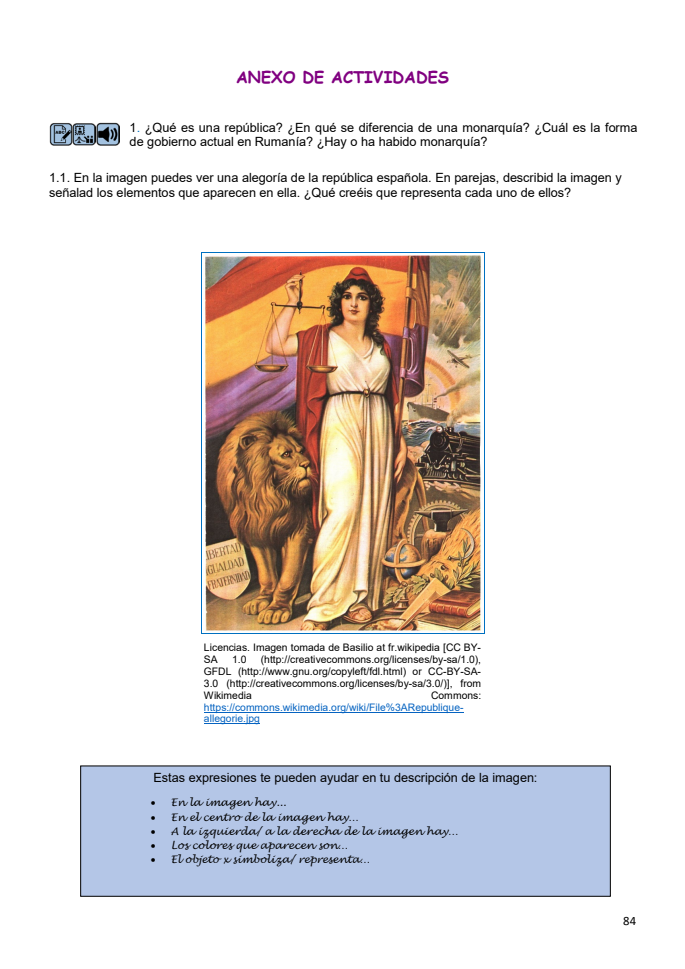 ANEXO DE ACTIVIDADES
1. ¿Qué es una república? ¿En qué se diferencia de una monarquía? ¿Cuál es la forma
de gobierno actual en Rumanía? ¿Hay o ha habido monarquía?
1.1. En la imagen puedes ver una alegoría de la república española. En parejas, describid la imagen y
señalad los elementos que aparecen en ella. ¿Qué creéis que representa cada uno de ellos?
LIBERTAD
IGUALDAD
FRATERNIDAD
Licencias. Imagen tomada de Basilio at fr.wikipedia [CC BY-
SA 1.0 (http://creativecommons.org/licenses/by-sa/1.0),
GFDL (http://www.gnu.org/copyleft/fdl.html) or CC-BY-SA-
3.0 (http://creativecommons.org/licenses/by-sa/3.0/)], from
Wikimedia Commons:
https://commons.wikimedia.org/wiki/File%3ARepublique-
allegorie.jpg
Estas expresiones te pueden ayudar en tu descripción de la imagen:
• En la imagen hay...
• En el centro de la imagen hay...
• A la izquierda/ a la derecha de la imagen hay...
• Los colores que aparecen son...
• El objeto x simboliza/ representa...
84